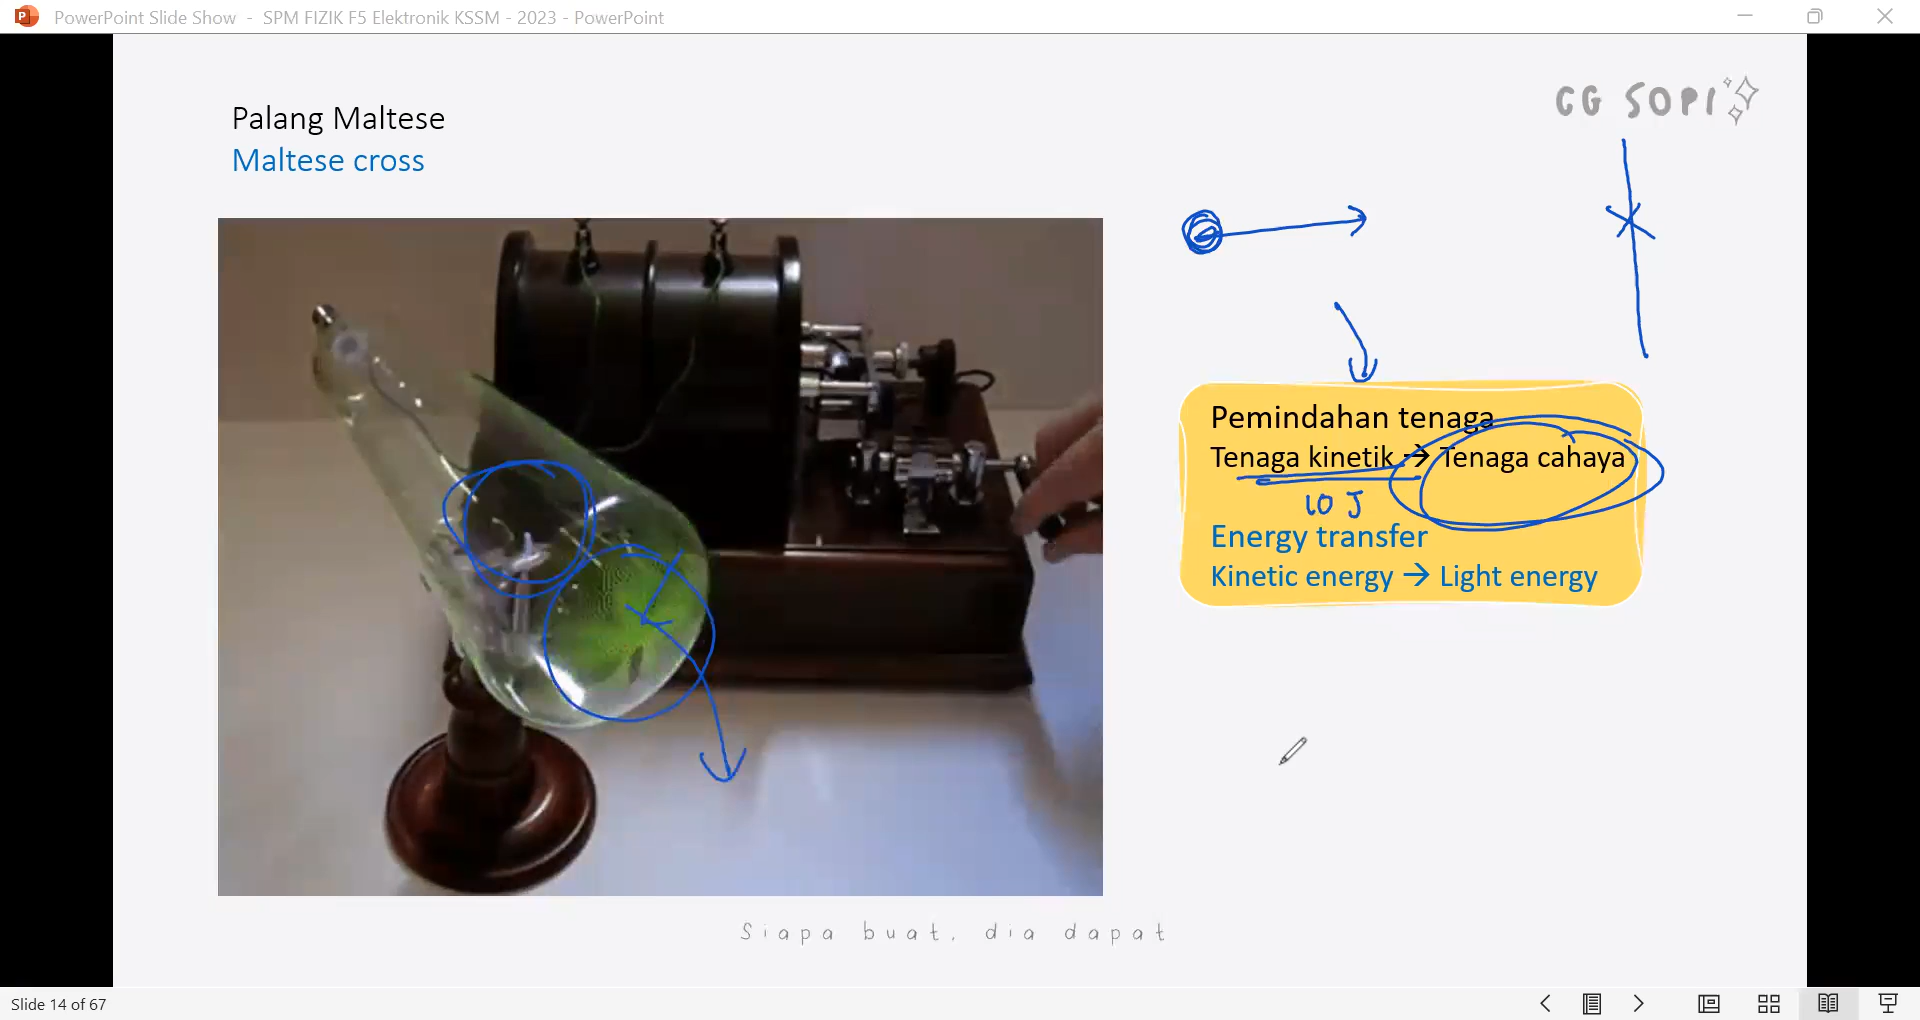 PowerPoint Slide Show - SPM FIZIK F5 Elektronik KSSM - 2023 - PowerPoint
CG SOPI
Palang Maltese
Maltese cross
Pemindahan tenaga
Tenaga kinetik → Tenaga cahaya
10 J
Energy transfer
Kinetic energy → Light energy
Siapa buat, dia dapat
Slide 14 of 67